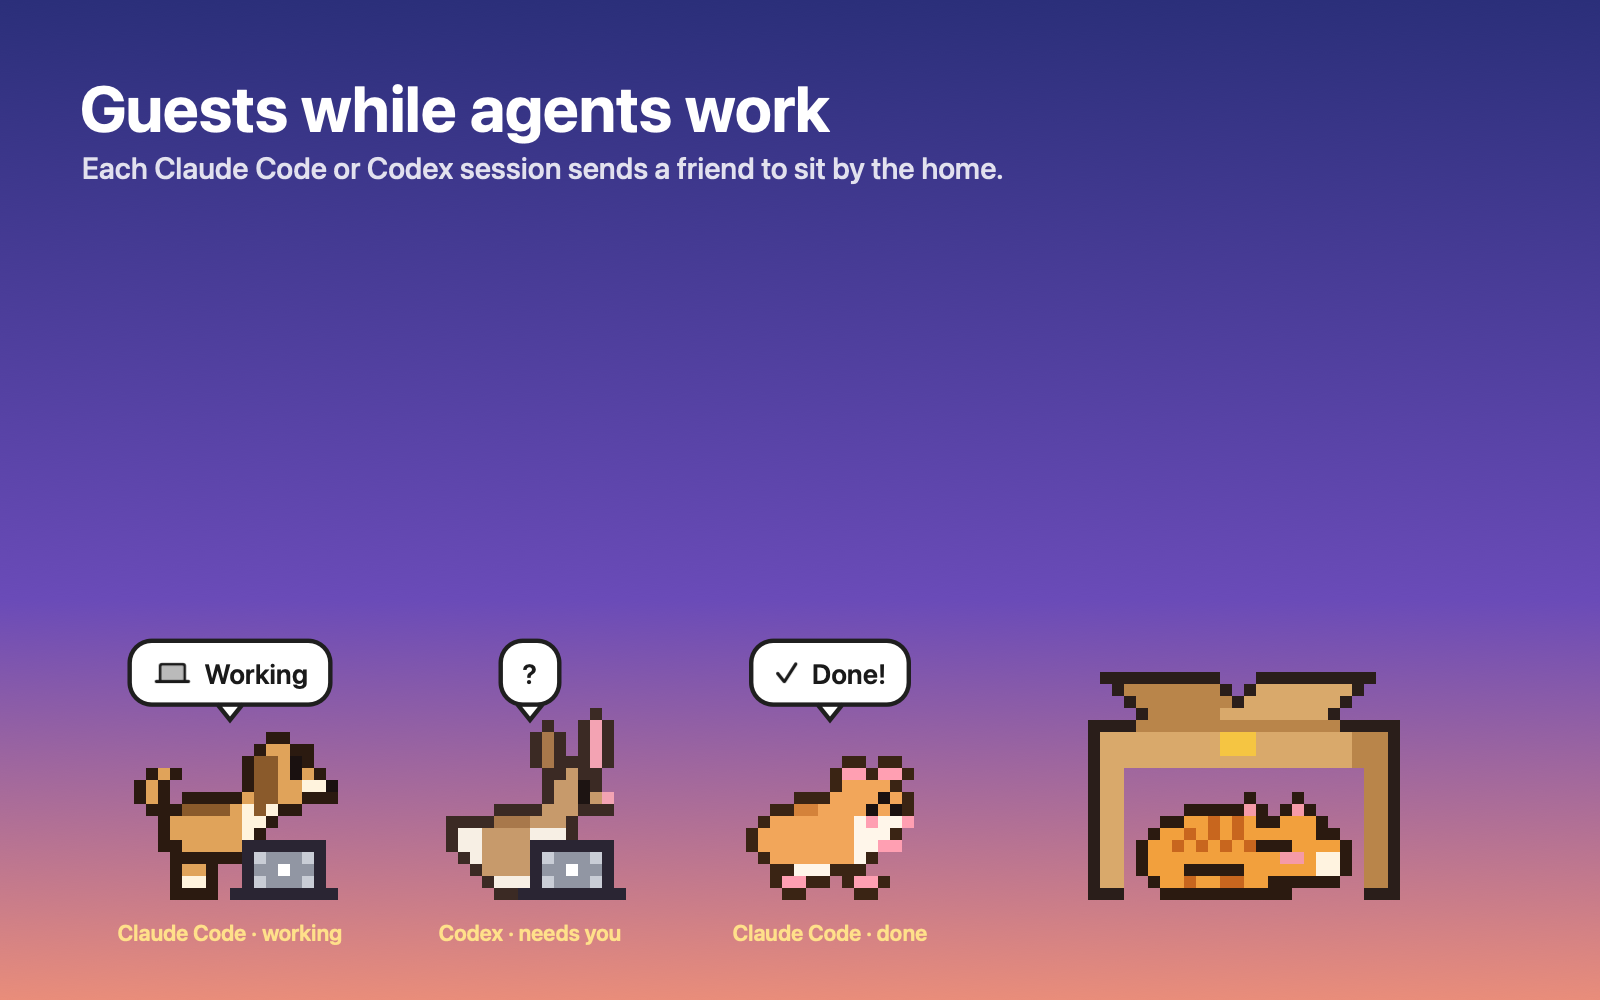 Guests while agents work
Each Claude Code or Codex session sends a friend to sit by the home.
Working
?
Done!
Claude Code · working
Codex · needs you
Claude Code · done